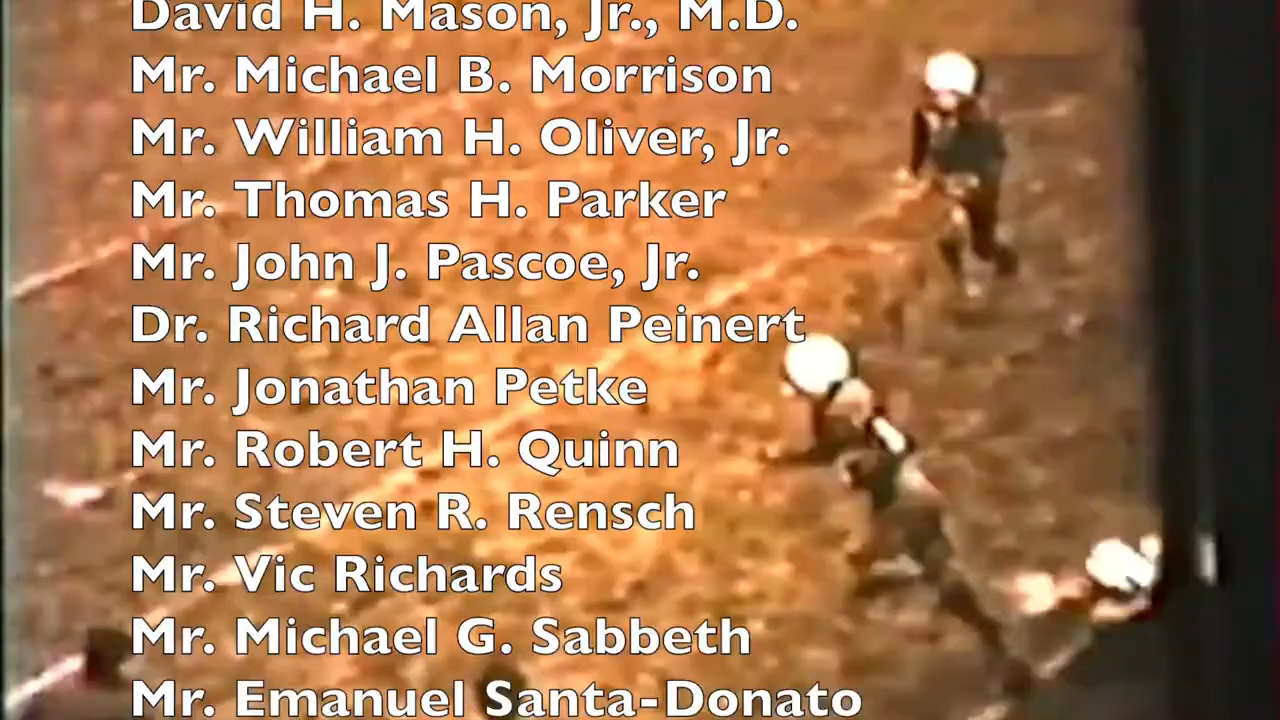 David H. Mason, Jr., M.D.
Mr. Michael B. Morrison
Mr. William H. Oliver, Jr.
Mr. Thomas H. Parker
Mr. John J. Pascoe, Jr.
Dr. Richard Allan Peinert
Mr. Jonathan Petke
Mr. Robert H. Quinn
Mr. Steven R. Rensch
Mr. Vic Richards
Mr. Michael G. Sabbeth
Mr. Emanuel Santa-Donato